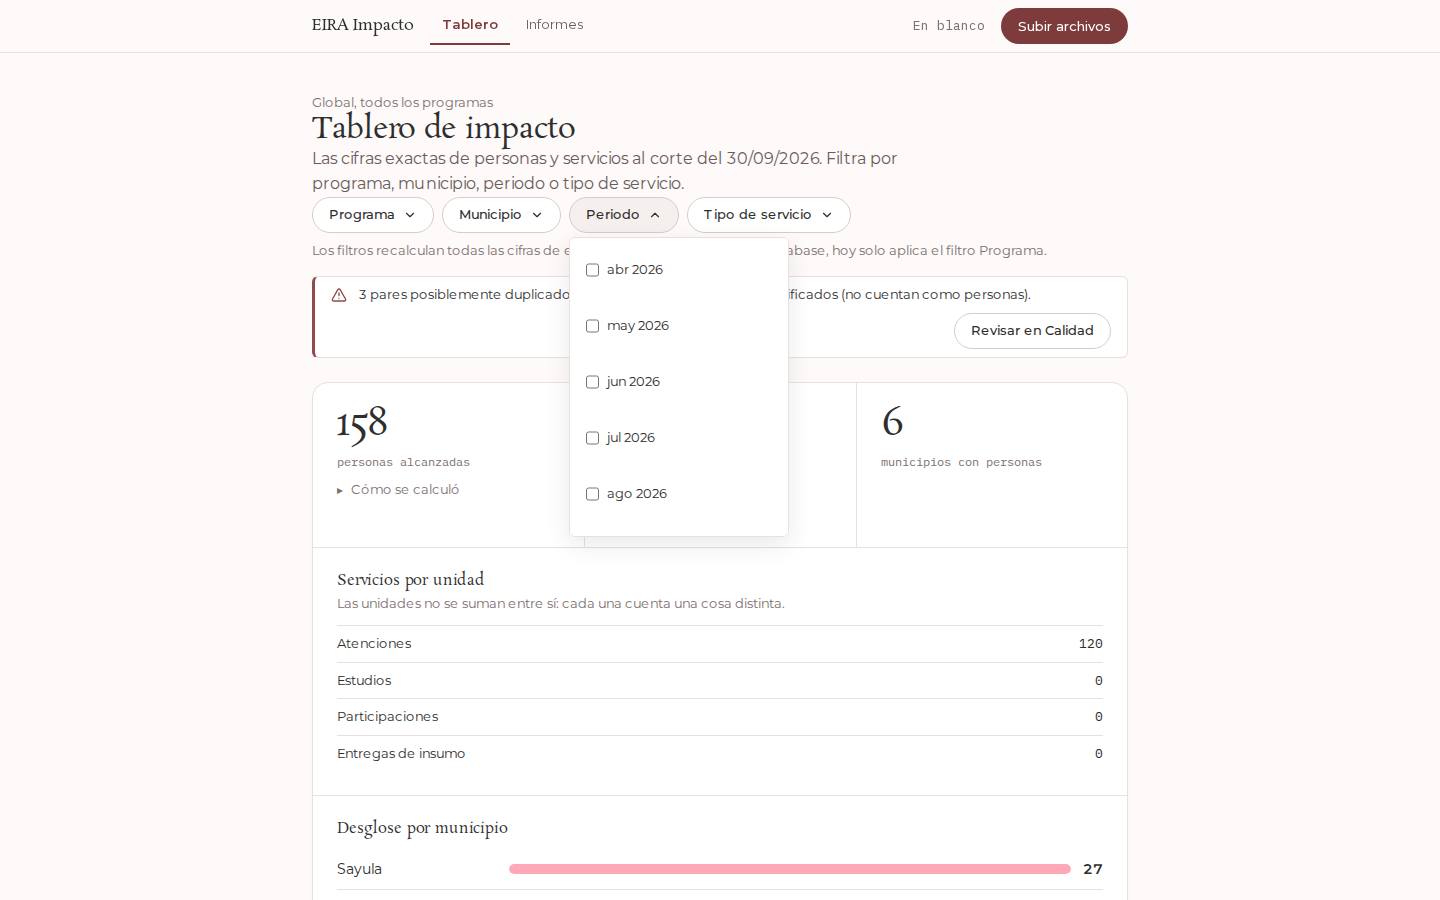 EIRA Impacto
Tablero
Informes
En blanco
Subir archivos
Global, todos los programas
Tablero de impacto
Las cifras exactas de personas y servicios al corte del 30/09/2026. Filtra por
programa, municipio, periodo o tipo de servicio.
Programa
Municipio
Periodo
Tipo de servicio
Los filtros recalculan todas las cifras de
hoy solo aplica el filtro Programa.
abr 2026
may 2026
jun 2026
jul 2026
ago 2026
3 pares posiblemente
(no cuentan como personas).
Revisar en Calidad
158
personas alcanzadas
▸ Cómo se calculó
6
municipios con personas
Servicios por unidad
Las unidades no se suman entre sí: cada una cuenta una cosa distinta.
Atenciones 120
Estudios 0
Participaciones 0
Entregas de insumo 0
Desglose por municipio
Sayula 27